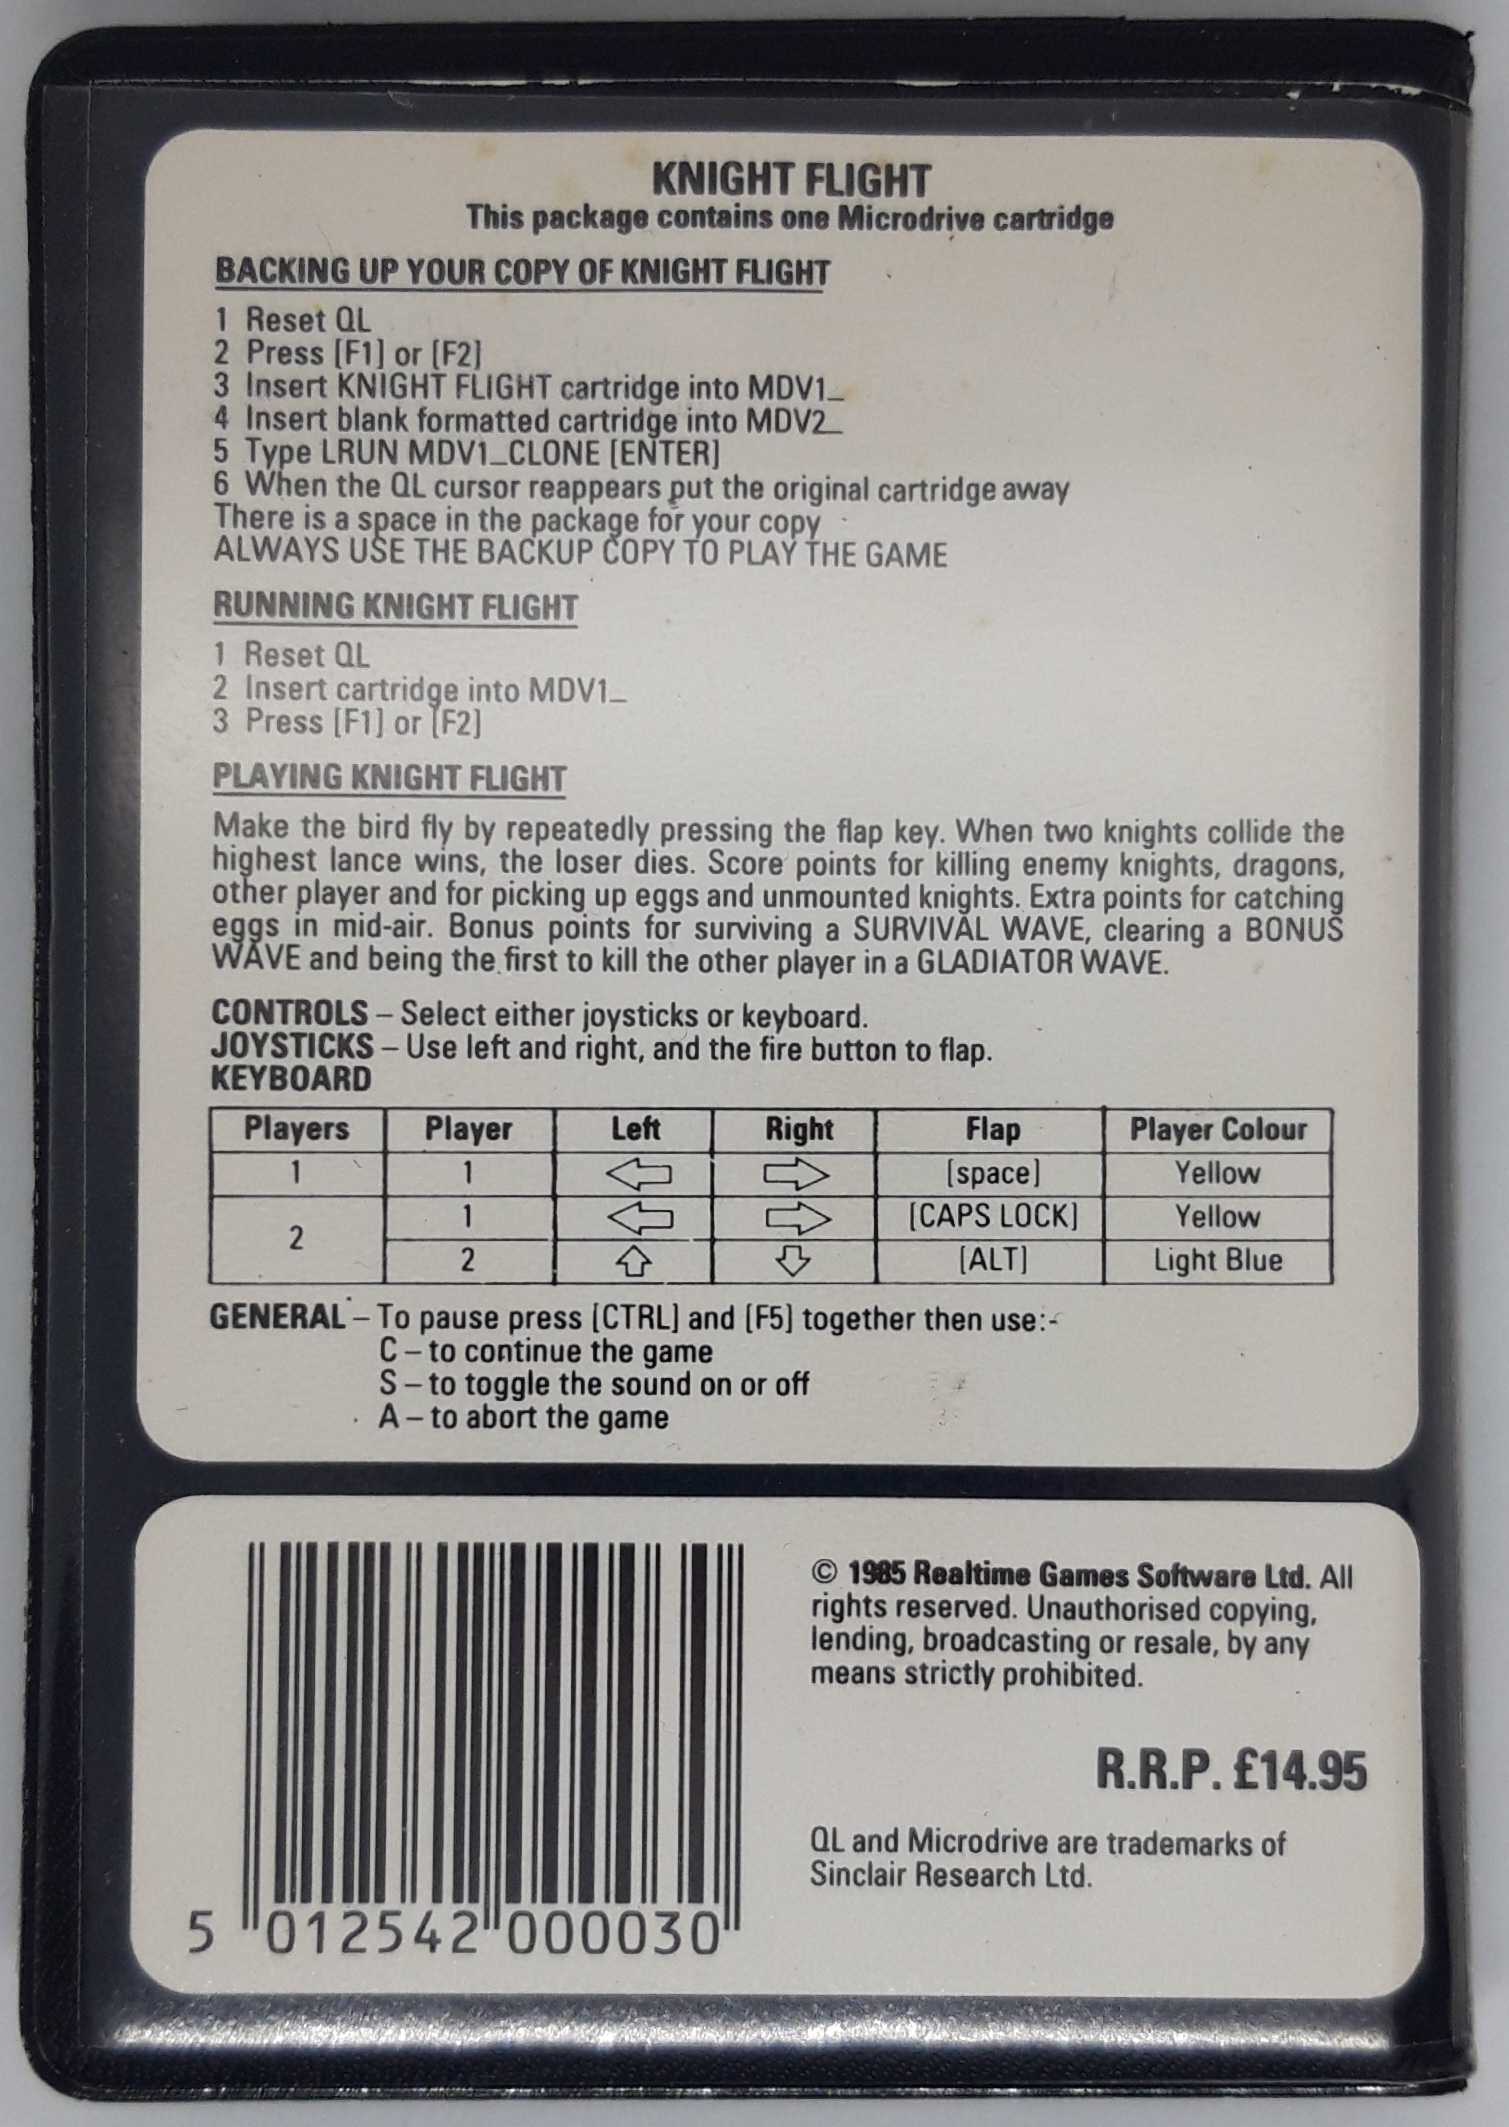 KNIGHT FLIGHT
This package contains one Microdrive cartridge
BACKING UP YOUR COPY OF KNIGHT FLIGHT
1 Reset QL
2 Press [F1] or [F2]
3 Insert KNIGHT FLIGHT cartridge into MDV1_
4 Insert blank formatted cartridge into MDV2_
5 Type LRUN MDV1_CLONE [ENTER]
6 When the QL cursor reappears put the original cartridge away
There is a space in the package for your copy
ALWAYS USE THE BACKUP COPY TO PLAY THE GAME
RUNNING KNIGHT FLIGHT
1 Reset QL
2 Insert cartridge into MDV1_
3 Press [F1] or [F2]
PLAYING KNIGHT FLIGHT
Make the bird fly by repeatedly pressing the flap key. When two knights collide the
highest lance wins, the loser dies. Score points for killing enemy knights, dragons,
other player and for picking up eggs and unmounted knights. Extra points for catching
eggs in mid-air. Bonus points for surviving a SURVIVAL WAVE, clearing a BONUS
WAVE and being the first to kill the other player in a GLADIATOR WAVE.
CONTROLS – Select either joysticks or keyboard.
JOYSTICKS – Use left and right, and the fire button to flap.
KEYBOARD
Players Player Left Right Flap Player Colour
1 1 ⇦ ⇨ [space] Yellow
2 1 ⇦ ⇨ [CAPS LOCK] Yellow
2 ⇧ ⇩ [ALT] Light Blue
GENERAL – To pause press [CTRL] and [F5] together then use:-
C – to continue the game
S – to toggle the sound on or off
A – to abort the game
© 1985 Realtime Games Software Ltd. All
rights reserved. Unauthorised copying,
lending, broadcasting or resale, by any
means strictly prohibited.
R.R.P. £14.95
QL and Microdrive are trademarks of
Sinclair Research Ltd.
5 012542 000030